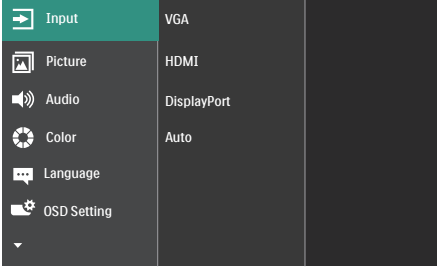 Input
VGA
Picture
HDMI
Audio
DisplayPort
Color
Auto
Language
OSD Setting